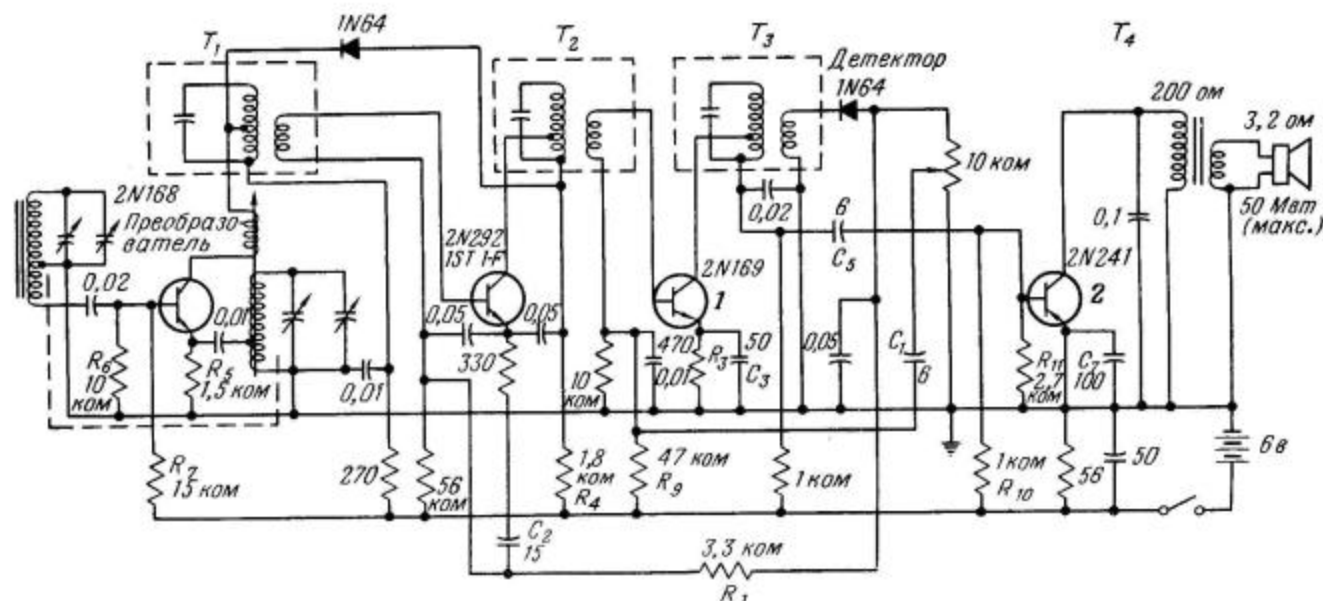 1N64
T₁
T₂
T₃
T₄
Детектор
1N64
200 ом
3,2 ом
10 ком
2N168
Преобразо
ватель
0,02
6
C₅
0,1
50 Мвт
(макс.)
2N292
1ST I-F
2N169
1
2N241
2
0,02
0,01
0,05
0,05
R₆
10
ком
R₅
1,5 ком
0,01
330
10
ком
470
0,01
R₃
50
C₃
0,05
C₁
6
R₁₁
2,7
ком
C₇
100
R₇
15 ком
270
56
ком
1,8
ком
R₄
47 ком
R₉
1 ком
1 ком
R₁₀
56
50
6 в
C₂
15
3,3 ком
R₁